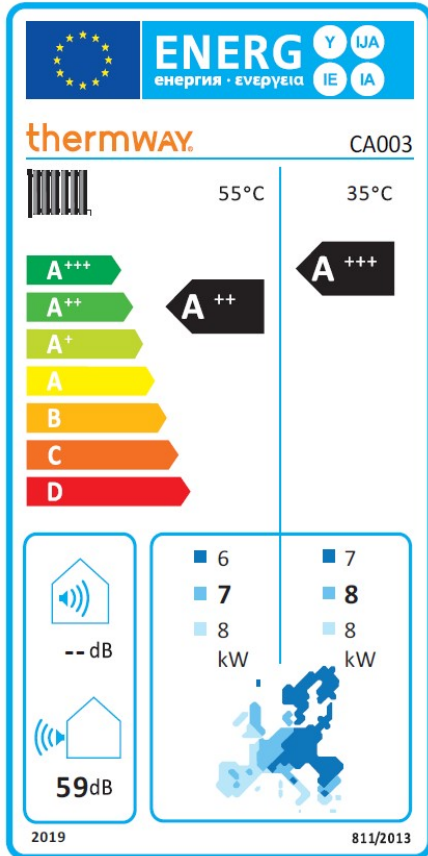 ENERG
енергия · ενεργεια
Y IJA
IE IA
thermway
CA003
55°C 35°C
A+++
A++
A+
A
B
C
D
A++
A+++
6 7
7 8
8 8
kW kW
-- dB
59dB
2019 811/2013